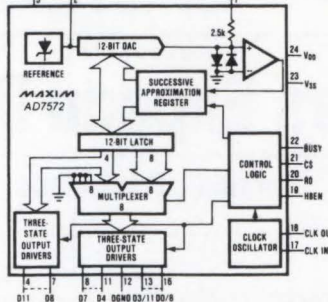 2.5k
12-BIT DAC
24 VDD
23 VSS
REFERENCE
MAXIM
AD7572
SUCCESSIVE
APPROXIMATION
REGISTER
12-BIT LATCH
4 8 8
8 MULTIPLEXER
8
CONTROL
LOGIC
22 BUSY
21 CS
20 RD
19 HBEN
THREE-
STATE
OUTPUT
DRIVERS
THREE-STATE
OUTPUT
DRIVERS
CLOCK
OSCILLATOR
18 CLK OU
17 CLK IN
4 7 8 11 12 13 16
D11 D8 D7 D4 DGND D3/11 D0/8